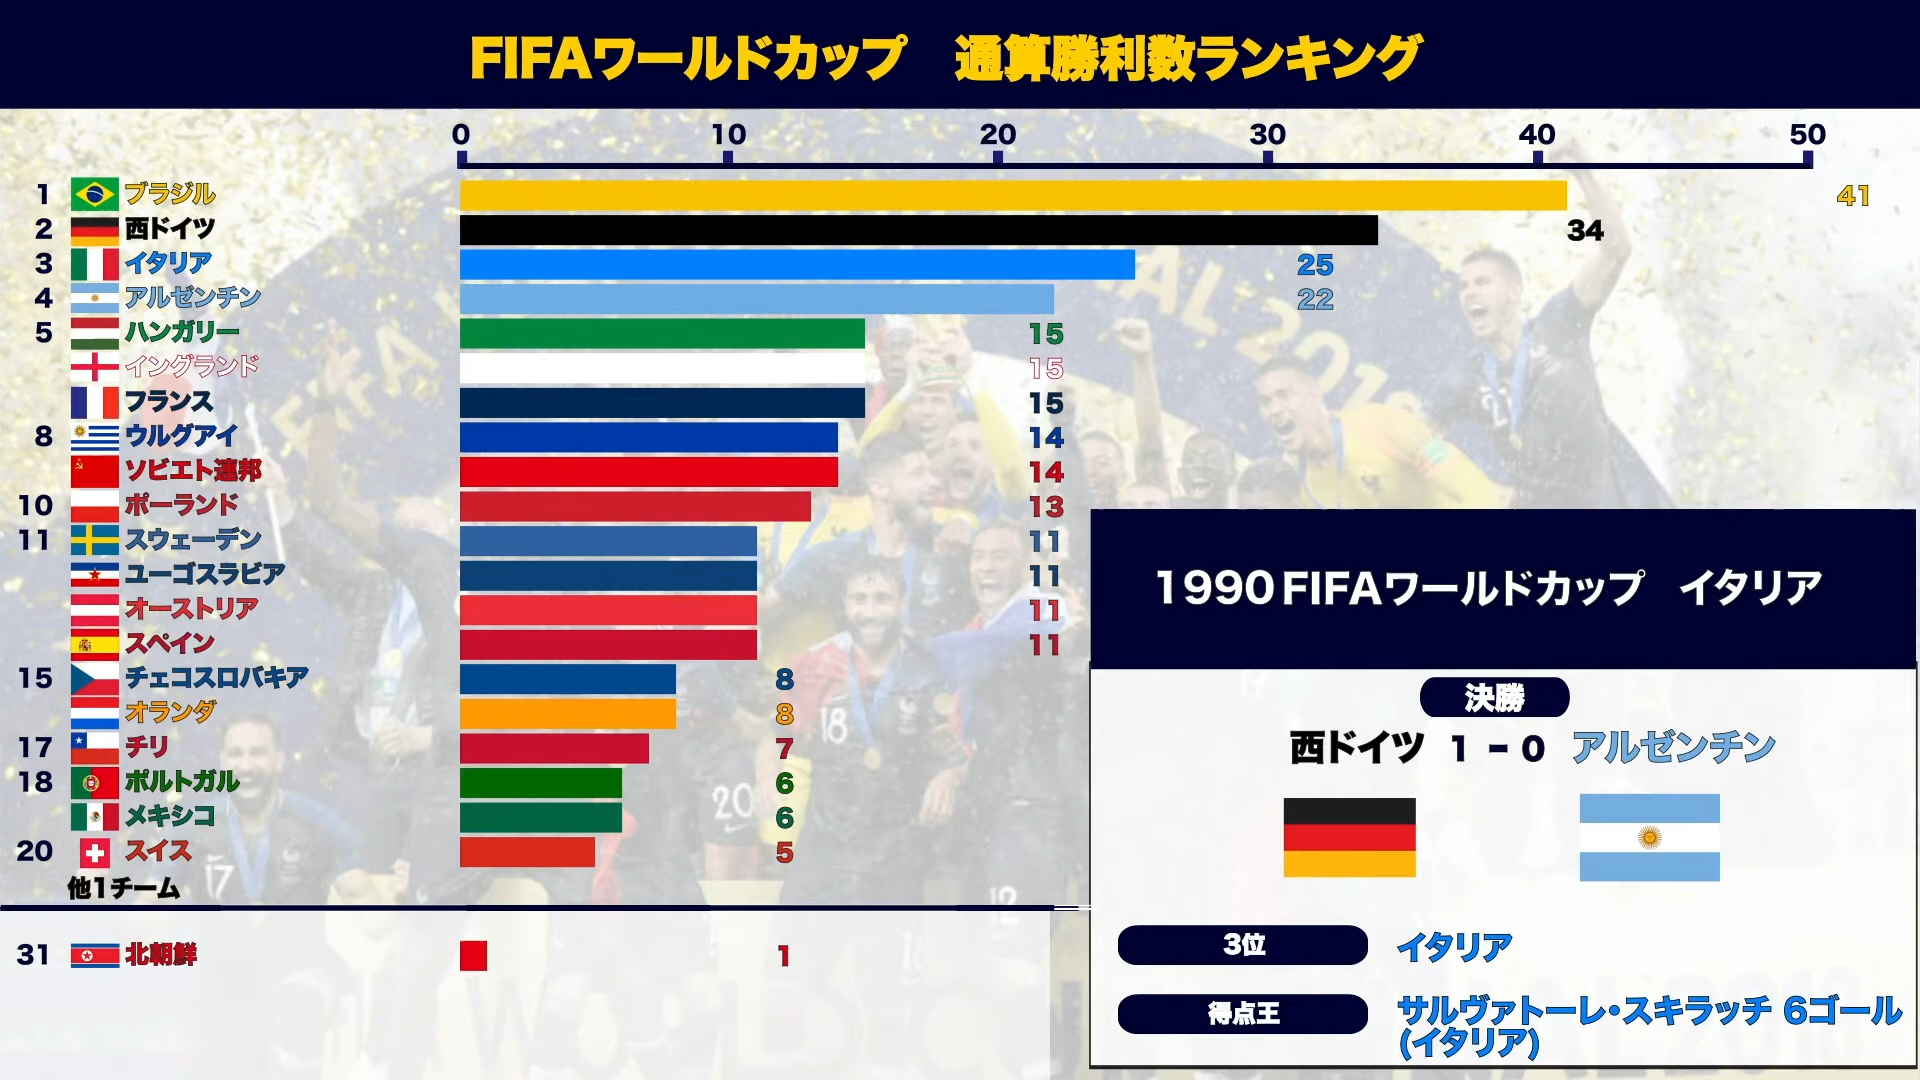 FIFAワールドカップ　通算勝利数ランキング
0 10 20 30 40 50
1 ブラジル 41
2 西ドイツ 34
3 イタリア 25
4 アルゼンチン 22
5 ハンガリー 15
イングランド 15
フランス 15
8 ウルグアイ 14
ソビエト連邦 14
10 ポーランド 13
11 スウェーデン 11
ユーゴスラビア 11
オーストリア 11
スペイン 11
15 チェコスロバキア 8
オランダ 8
17 チリ 7
18 ポルトガル 6
メキシコ 6
20 スイス 5
他1チーム
31 北朝鮮 1
1990 FIFAワールドカップ　イタリア
決勝
西ドイツ 1 - 0 アルゼンチン
3位 イタリア
得点王 サルヴァトーレ・スキラッチ 6ゴール
(イタリア)
18
20
17
12
21